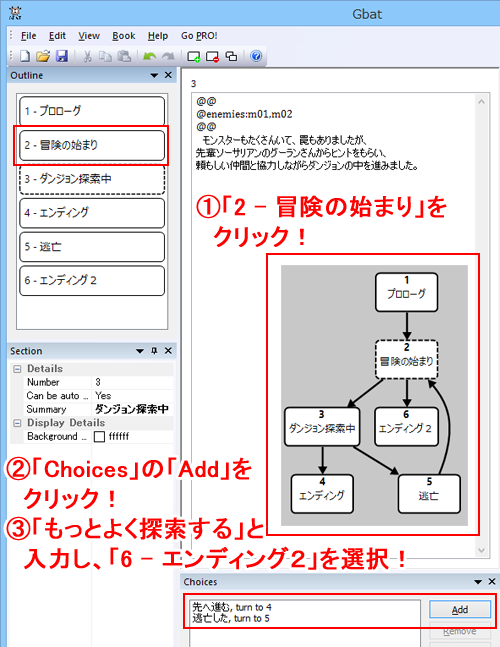 Gbat
File Edit View Book Help Go PRO!
Outline
1 - プロローグ
2 - 冒険の始まり
3 - ダンジョン探索中
4 - エンディング
5 - 逃亡
6 - エンディング２
3
@@
@enemies:m01,m02
@@
モンスターもたくさんいて、罠もありましたが、
先輩ソーサリアンのグーランさんからヒントをもらい、
頼もしい仲間と協力しながらダンジョンの中を進みました。
①「2 － 冒険の始まり」を
クリック！
1
プロローグ
2
冒険の始まり
3
ダンジョン探索中
6
エンディング２
4
エンディング
5
逃亡
Section
Details
Number 3
Can be auto ... Yes
Summary ダンジョン探索中
Display Details
Background ... ffffff
②「Choices」の「Add」を
クリック！
③「もっとよく探索する」と
入力し、「6 － エンディング２」を選択！
Choices
先へ進む, turn to 4
逃亡した, turn to 5
Add
Remove